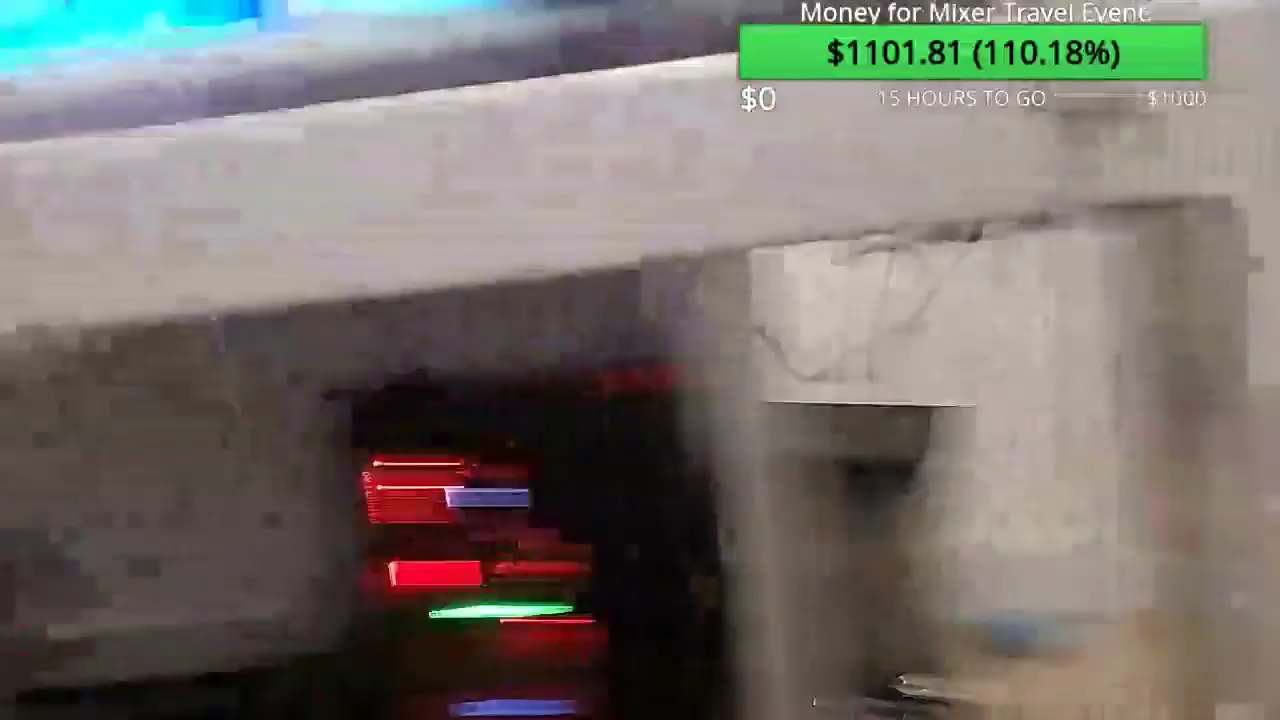 Money for Mixer Travel Event
$1101.81 (110.18%)
$0 15 HOURS TO GO $1000